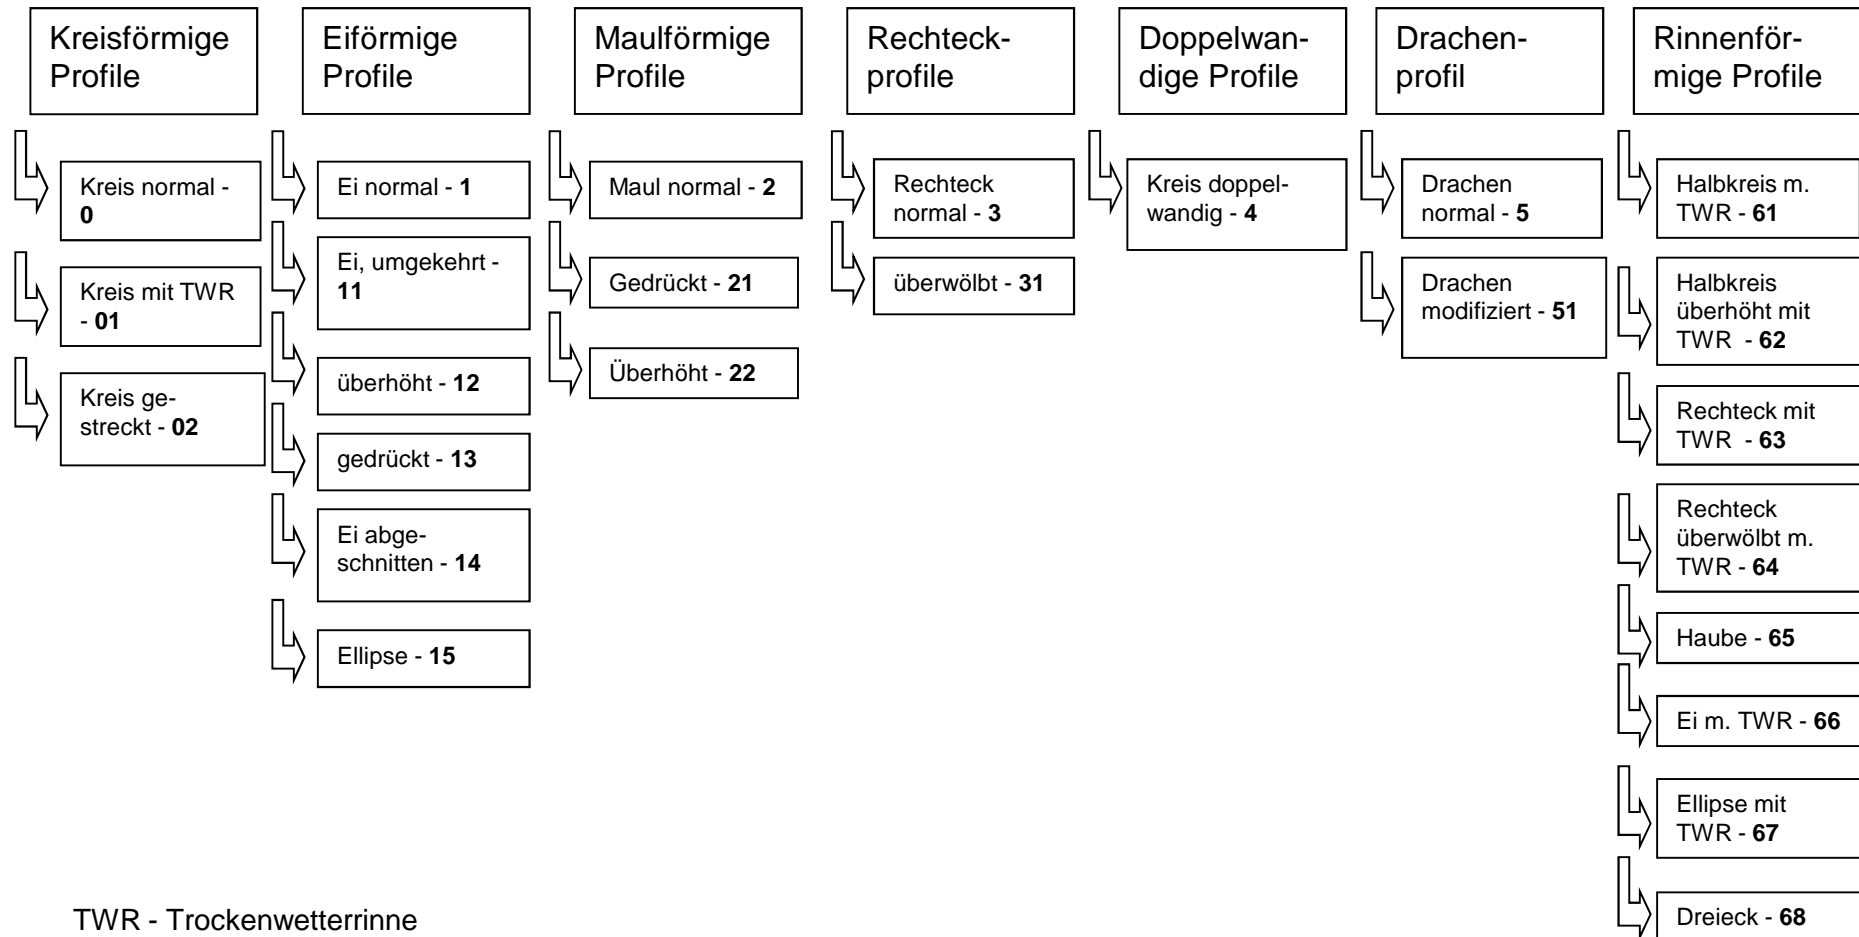 Kreisförmige
Profile
Kreis normal -
0
Kreis mit TWR
- 01
Kreis ge-
streckt - 02
Eiförmige
Profile
Ei normal - 1
Ei, umgekehrt -
11
überhöht - 12
gedrückt - 13
Ei abge-
schnitten - 14
Ellipse - 15
Maulförmige
Profile
Maul normal - 2
Gedrückt - 21
Überhöht - 22
Rechteck-
profile
Rechteck
normal - 3
überwölbt - 31
Doppelwan-
dige Profile
Kreis doppel-
wandig - 4
Drachen-
profil
Drachen
normal - 5
Drachen
modifiziert - 51
Rinnenför-
mige Profile
Halbkreis m.
TWR - 61
Halbkreis
überhöht mit
TWR - 62
Rechteck mit
TWR - 63
Rechteck
überwölbt m.
TWR - 64
Haube - 65
Ei m. TWR - 66
Ellipse mit
TWR - 67
Dreieck - 68
TWR - Trockenwetterrinne